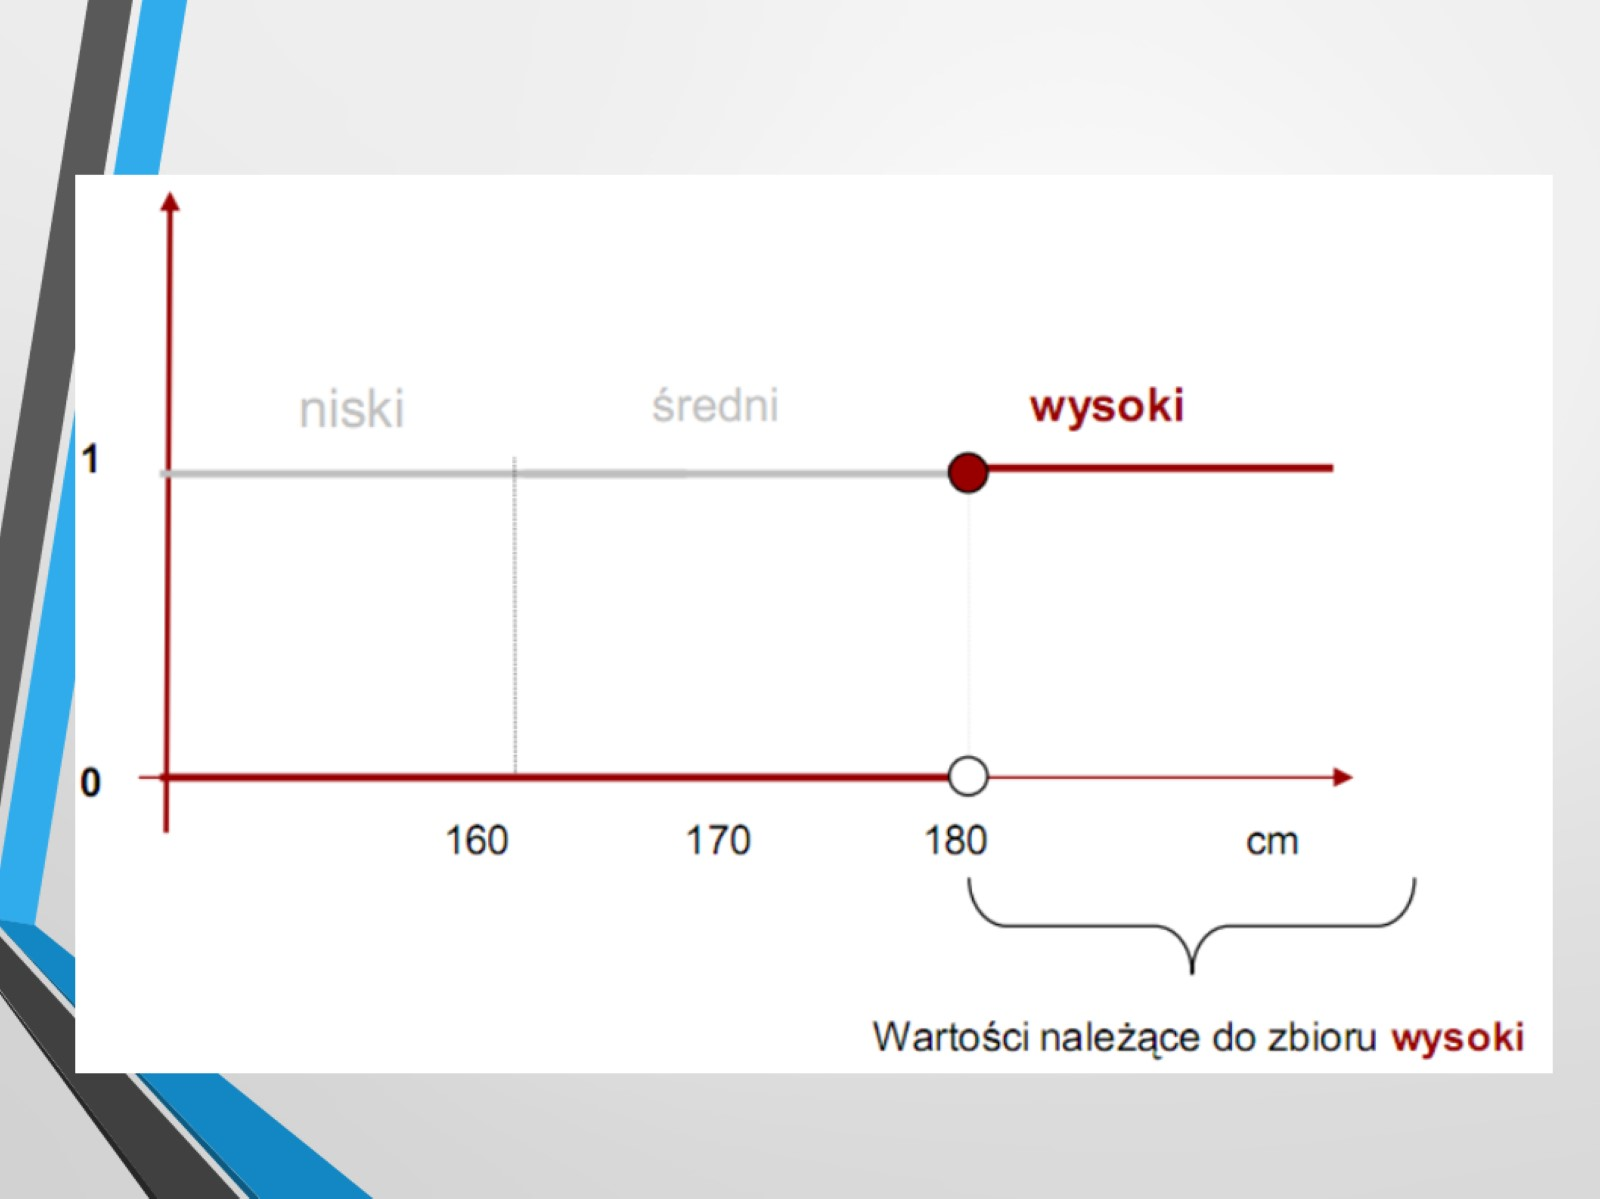 niski średni wysoki
1
0
160 170 180 cm
Wartości należące do zbioru wysoki